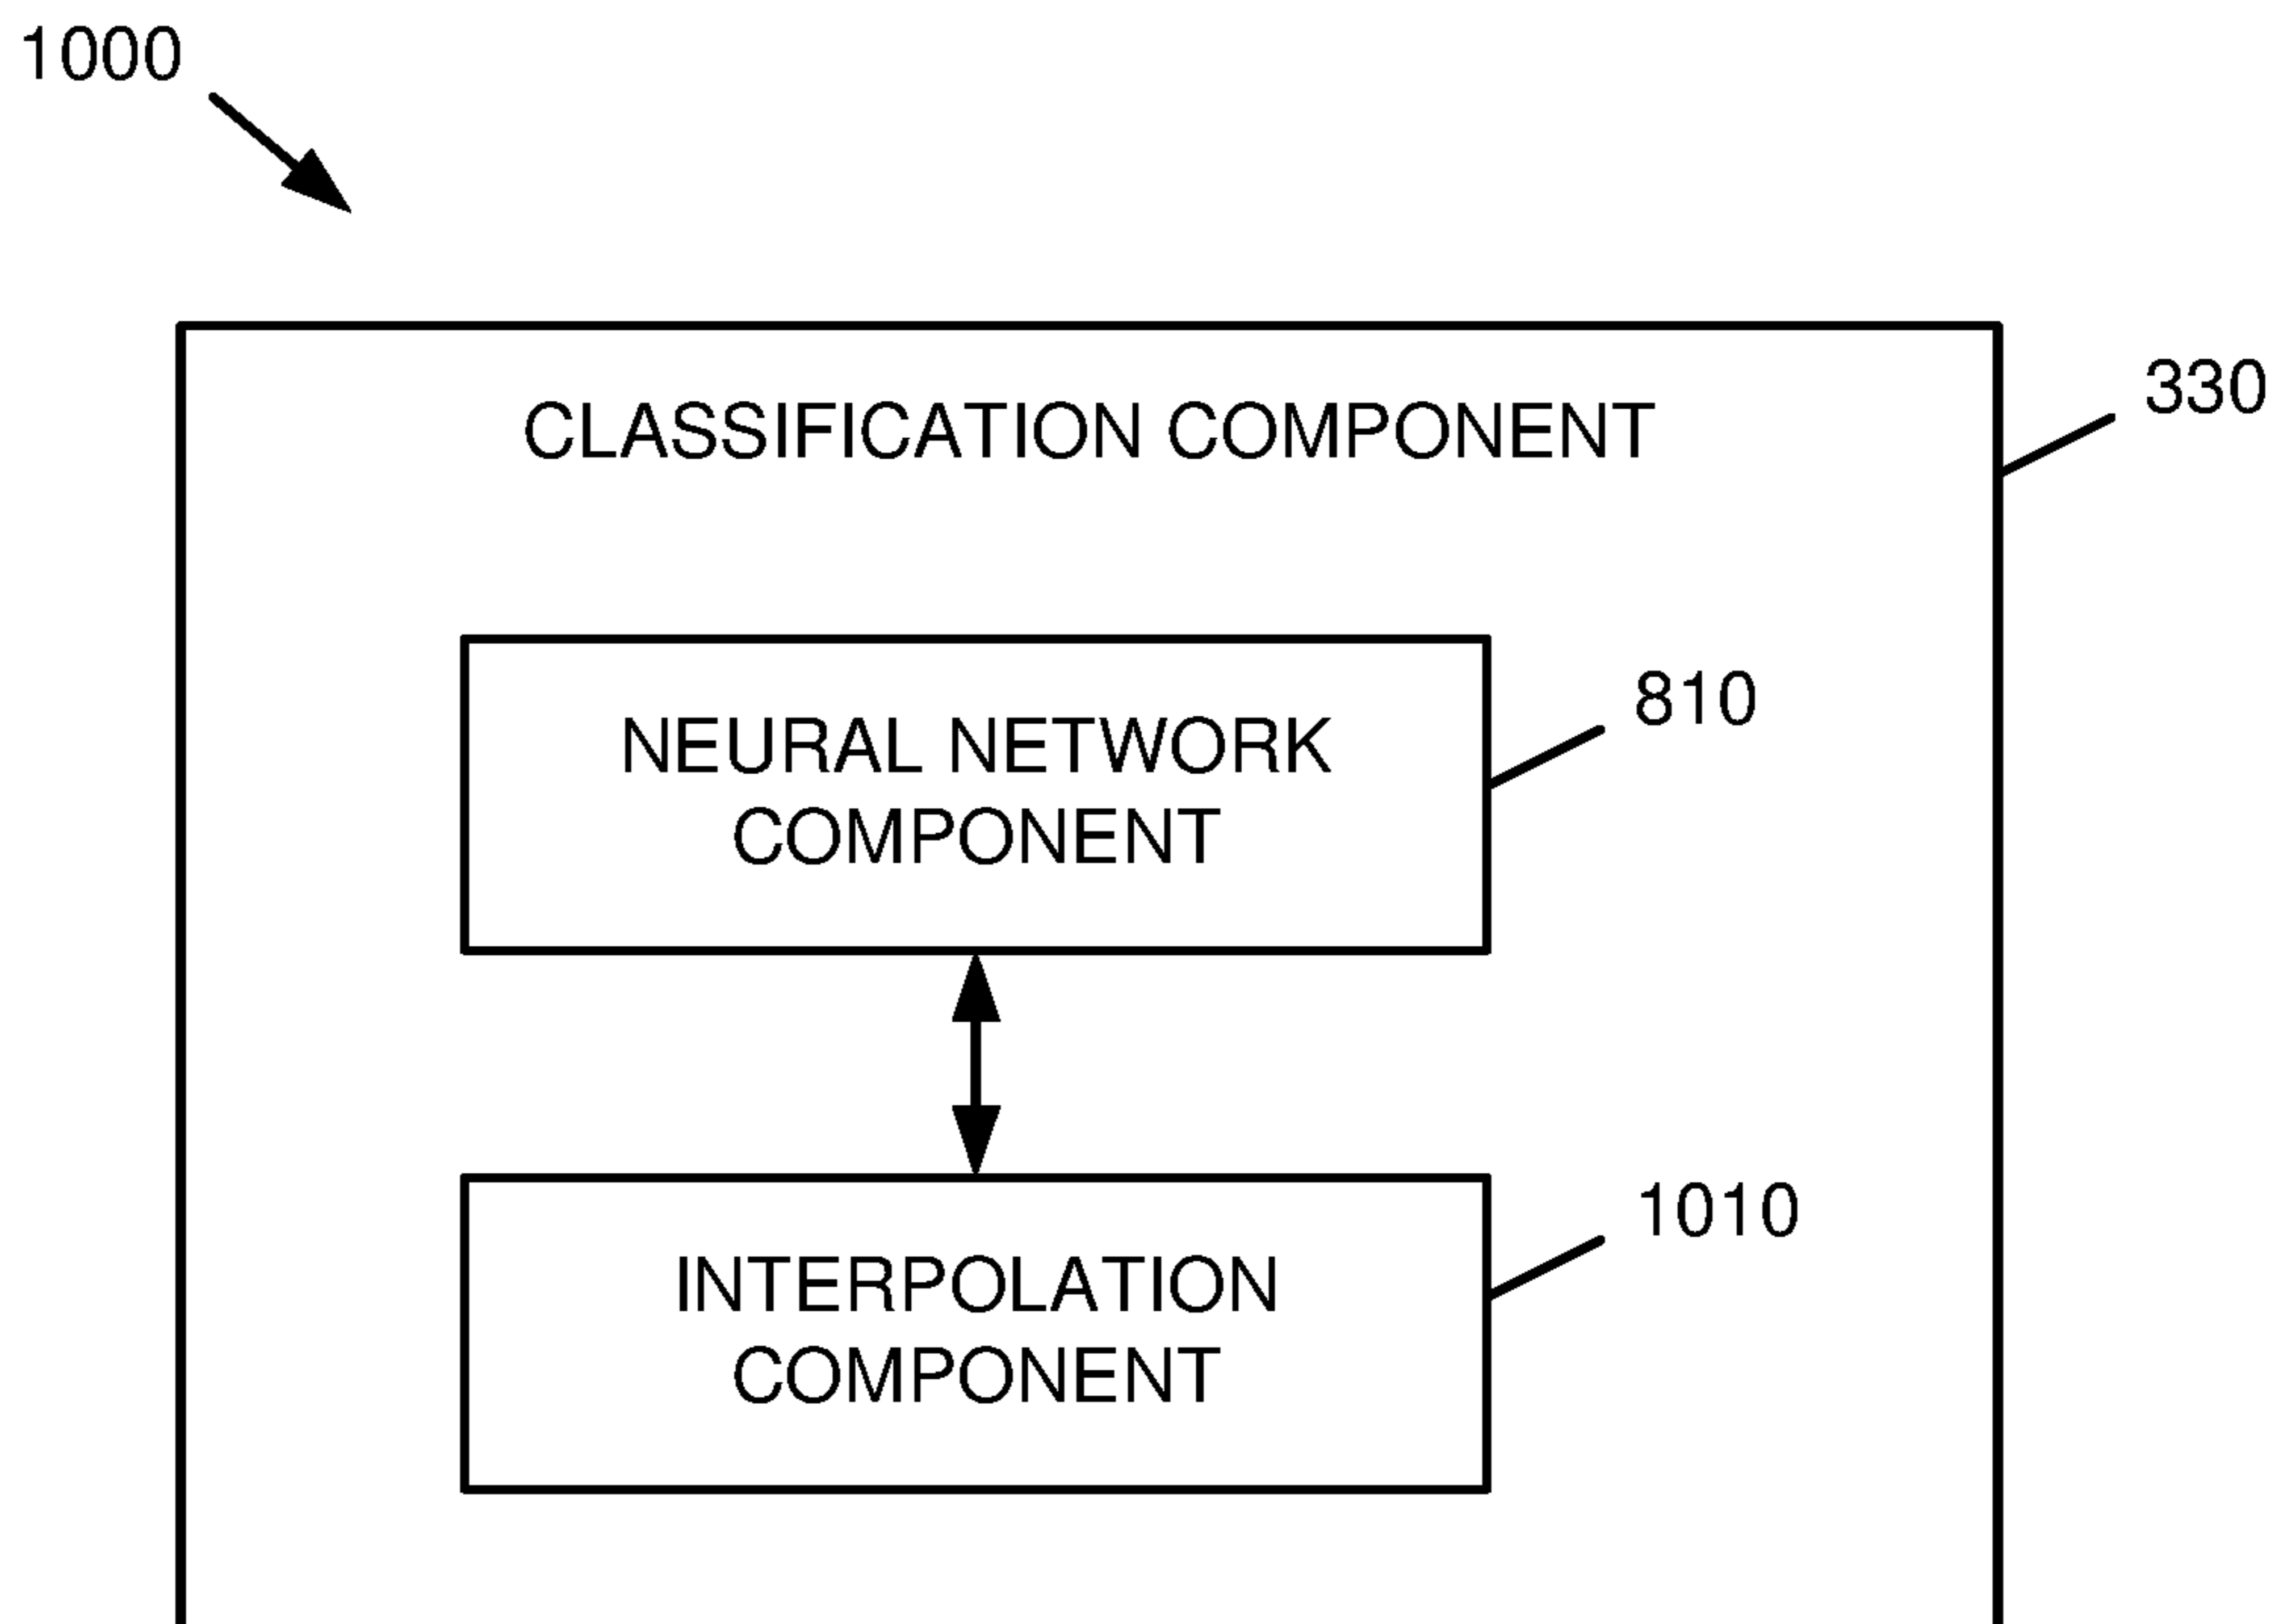 1000
330
CLASSIFICATION COMPONENT
810
NEURAL NETWORK
COMPONENT
1010
INTERPOLATION
COMPONENT